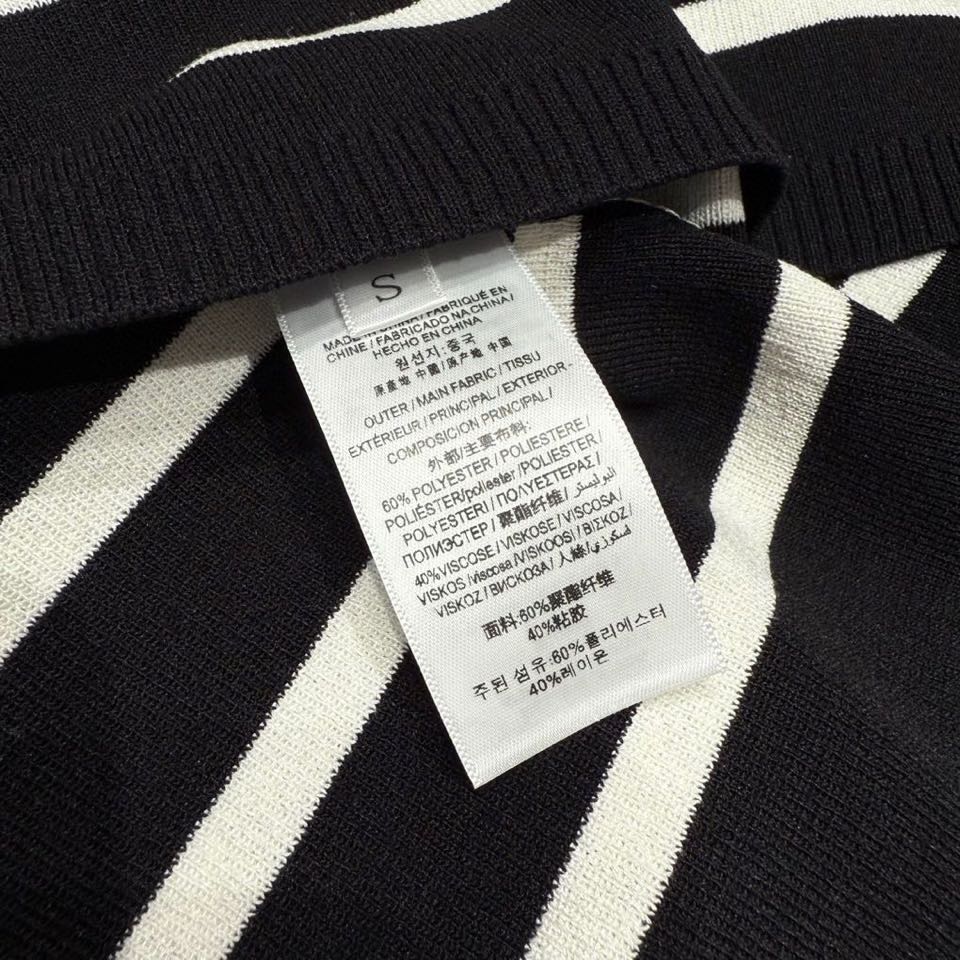 S
MADE IN CHINA / FABRIQUÉ EN
CHINE / FABRICADO NA CHINA /
HECHO EN CHINA
원선지: 중국
原產地 中國 / 原产地 中国
OUTER / MAIN FABRIC / TISSU
EXTÉRIEUR / PRINCIPAL / EXTERIOR-
COMPOSICION PRINCIPAL /
外部/主要布料:
60% POLYESTER / POLIESTERE /
POLIÉSTER/poliester/POLIESTER/
POLYESTERI / ΠΟΛΥΕΣΤΕΡΑΣ /
ПОЛИЭСТЕР / 聚酯纤维 / البوليستر /
40%VISCOSE / VISKOSE / VISCOSA/
VISKOS /viscosa/VISKOOSI / ΒΙΣΚΟΖ/
VISKOZ / ВИСКОЗА/ 人絲/
面料:60%聚酯纤维
40%粘胶
주된 섬유:60%폴리에스터
40%레이온